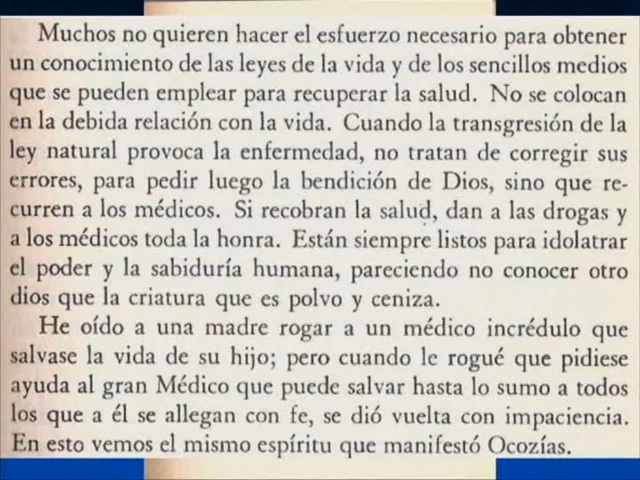 Muchos no quieren hacer el esfuerzo necesario para obtener
un conocimiento de las leyes de la vida y de los sencillos medios
que se pueden emplear para recuperar la salud. No se colocan
en la debida relación con la vida. Cuando la transgresión de la
ley natural provoca la enfermedad, no tratan de corregir sus
errores, para pedir luego la bendición de Dios, sino que re-
curren a los médicos. Si recobran la salud, dan a las drogas y
a los médicos toda la honra. Están siempre listos para idolatrar
el poder y la sabiduría humana, pareciendo no conocer otro
dios que la criatura que es polvo y ceniza.
He oído a una madre rogar a un médico incrédulo que
salvase la vida de su hijo; pero cuando le rogué que pidiese
ayuda al gran Médico que puede salvar hasta lo sumo a todos
los que a él se allegan con fe, se dió vuelta con impaciencia.
En esto vemos el mismo espíritu que manifestó Ocozías.